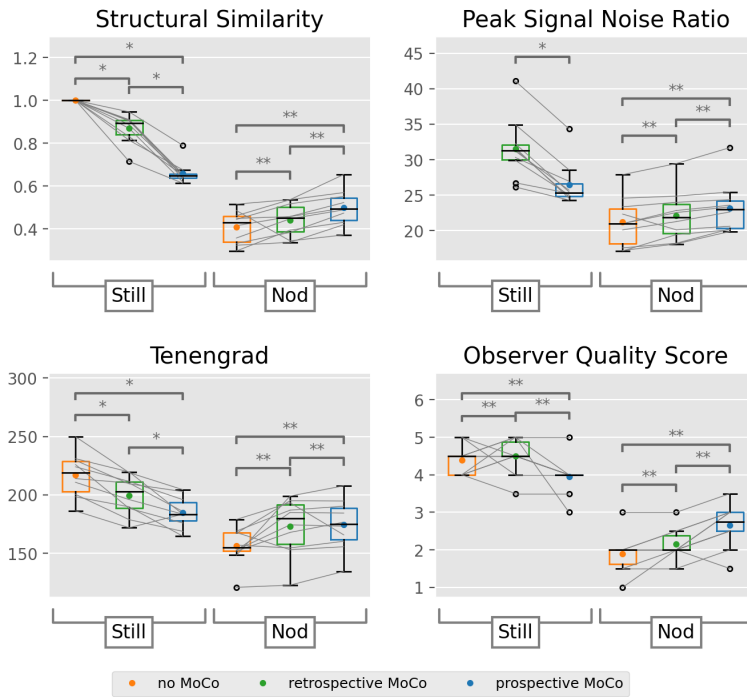 Structural Similarity
Peak Signal Noise Ratio
1.2
1.0
0.8
0.6
0.4
*
*
*
**
**
**
45
40
35
30
25
20
*
**
**
**
Still
Nod
Still
Nod
Tenengrad
Observer Quality Score
300
250
200
150
*
*
*
**
**
**
6
5
4
3
2
1
**
**
**
**
**
**
Still
Nod
Still
Nod
no MoCo
retrospective MoCo
prospective MoCo